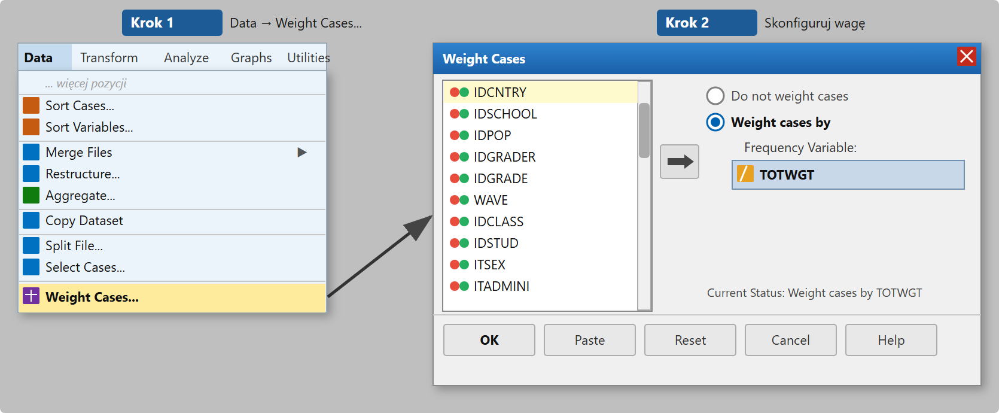 Krok 1
Data → Weight Cases...
Krok 2
Skonfiguruj wagę
Data Transform Analyze Graphs Utilities
... więcej pozycji
Sort Cases...
Sort Variables...
Merge Files
Restructure...
Aggregate...
Copy Dataset
Split File...
Select Cases...
Weight Cases...
Weight Cases
IDCNTRY
IDSCHOOL
IDPOP
IDGRADER
IDGRADE
WAVE
IDCLASS
IDSTUD
ITSEX
ITADMINI
Do not weight cases
Weight cases by
Frequency Variable:
TOTWGT
Current Status: Weight cases by TOTWGT
OK Paste Reset Cancel Help